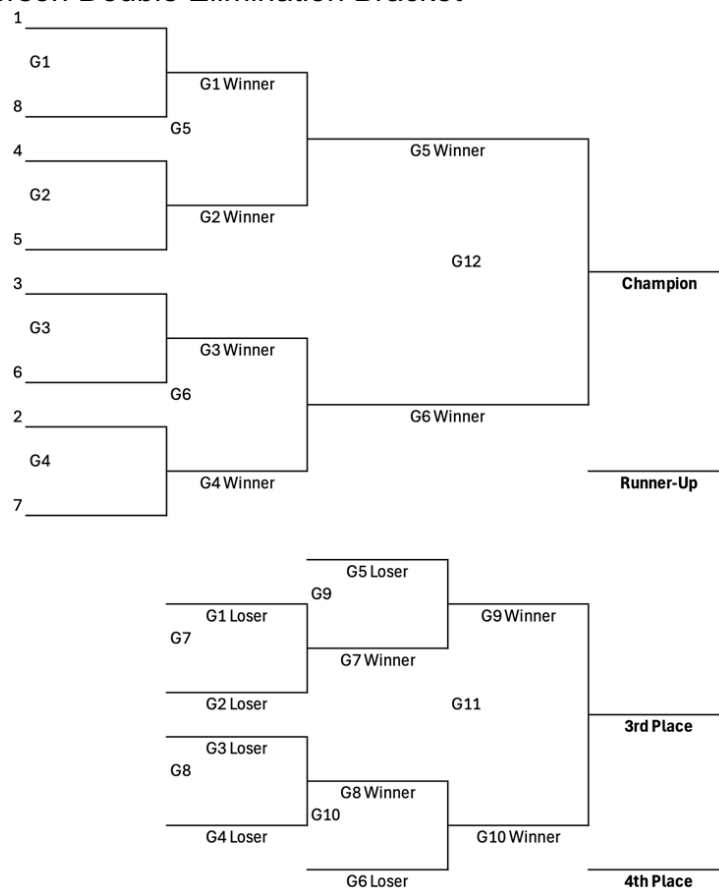 Double Elimination Bracket
1
G1
G1 Winner
8
G5
4
G5 Winner
G2
G2 Winner
5
G12
3
Champion
G3
G3 Winner
6
G6
2
G6 Winner
G4
G4 Winner
Runner-Up
7
G5 Loser
G9
G1 Loser
G9 Winner
G7
G7 Winner
G2 Loser
G11
3rd Place
G3 Loser
G8
G8 Winner
G10
G4 Loser
G10 Winner
G6 Loser
4th Place